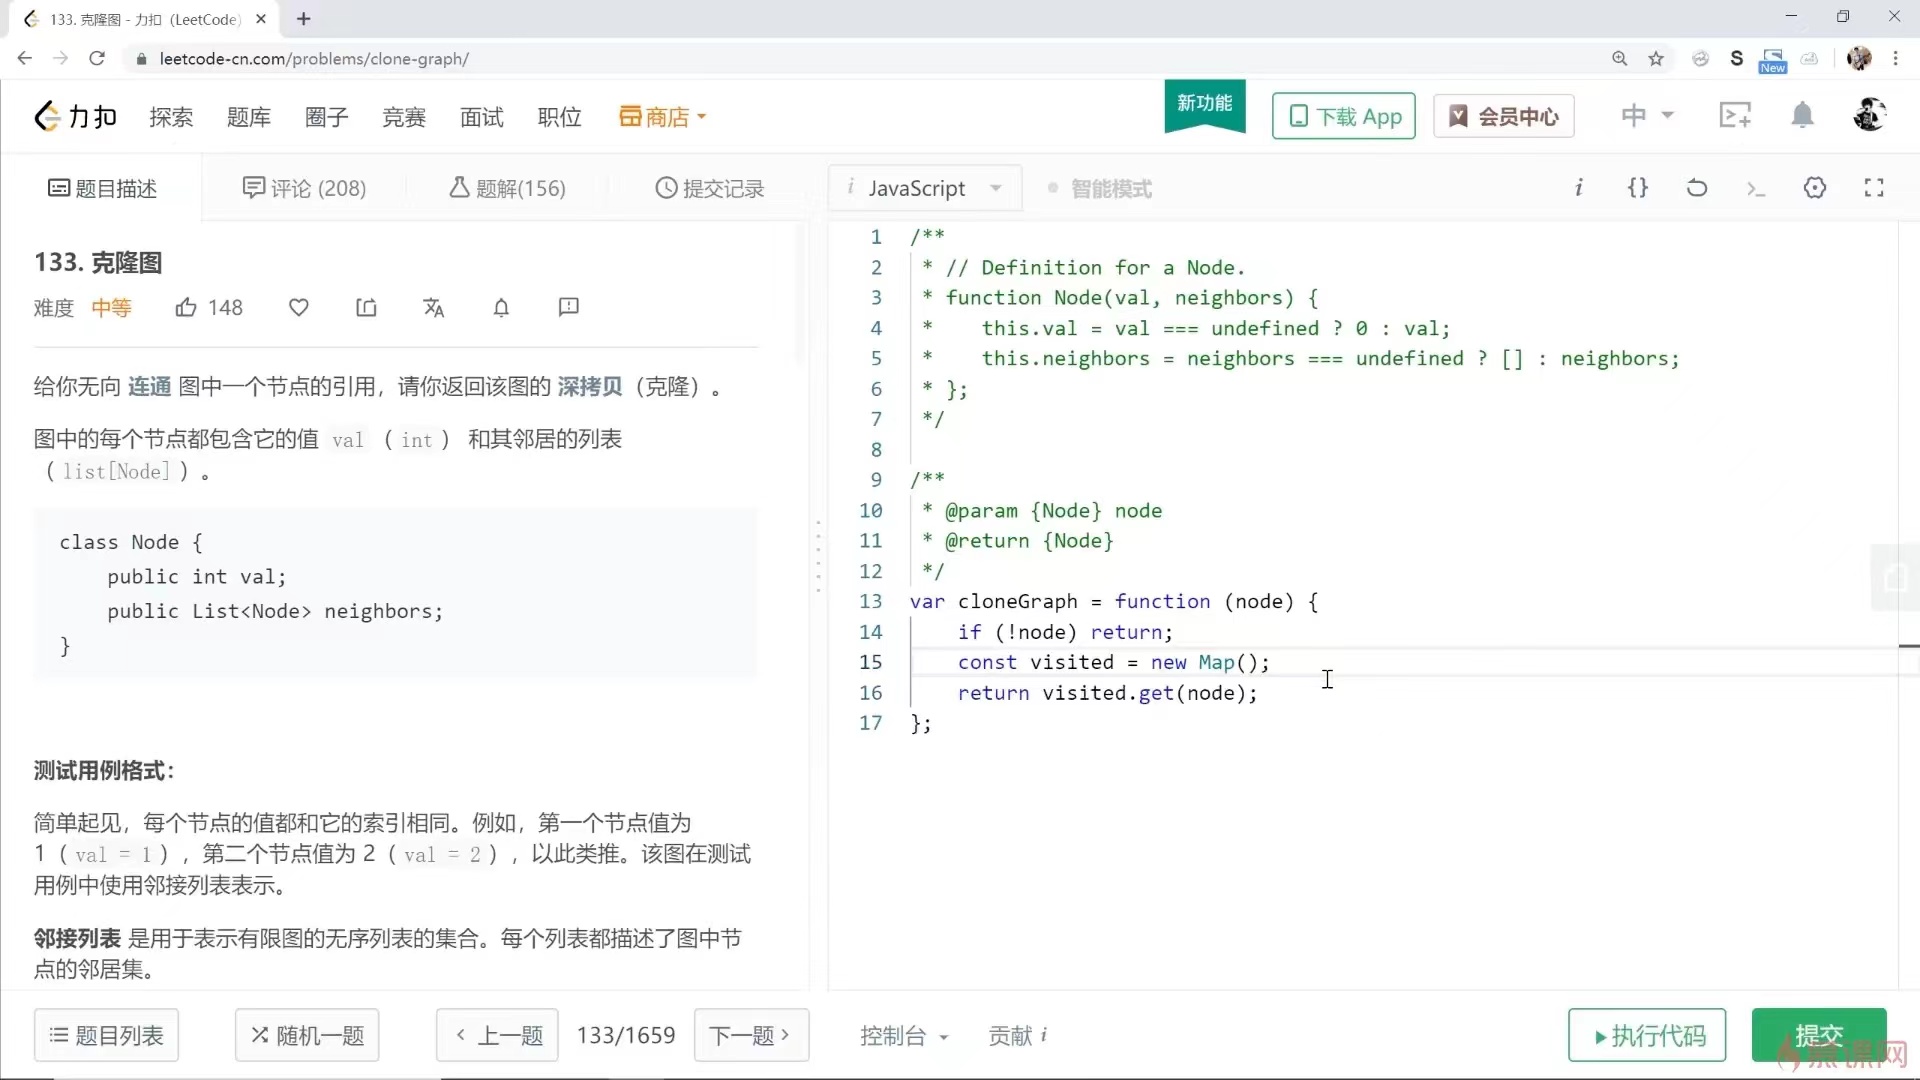 133. 克隆图 - 力扣（LeetCode）
leetcode-cn.com/problems/clone-graph/
S
New
力扣 探索 题库 圈子 竞赛 面试 职位 商店
新功能
下载 App
会员中心
中
题目描述
评论 (208)
题解(156)
提交记录
i JavaScript
智能模式
i {} >_
133. 克隆图
难度 中等 148
给你无向 连通 图中一个节点的引用，请你返回该图的 深拷贝（克隆）。
图中的每个节点都包含它的值 val（int） 和其邻居的列表
（list[Node]）。
class Node {
    public int val;
    public List<Node> neighbors;
}
测试用例格式：
简单起见，每个节点的值都和它的索引相同。例如，第一个节点值为
1（val = 1），第二个节点值为 2（val = 2），以此类推。该图在测试
用例中使用邻接列表表示。
邻接列表 是用于表示有限图的无序列表的集合。每个列表都描述了图中节
点的邻居集。
1 /**
2  * // Definition for a Node.
3  * function Node(val, neighbors) {
4  *    this.val = val === undefined ? 0 : val;
5  *    this.neighbors = neighbors === undefined ? [] : neighbors;
6  * };
7  */
8
9 /**
10  * @param {Node} node
11  * @return {Node}
12  */
13 var cloneGraph = function (node) {
14     if (!node) return;
15     const visited = new Map();
16     return visited.get(node);
17 };
题目列表
随机一题
上一题
133/1659
下一题
控制台
贡献 i
执行代码
提交
慕课网